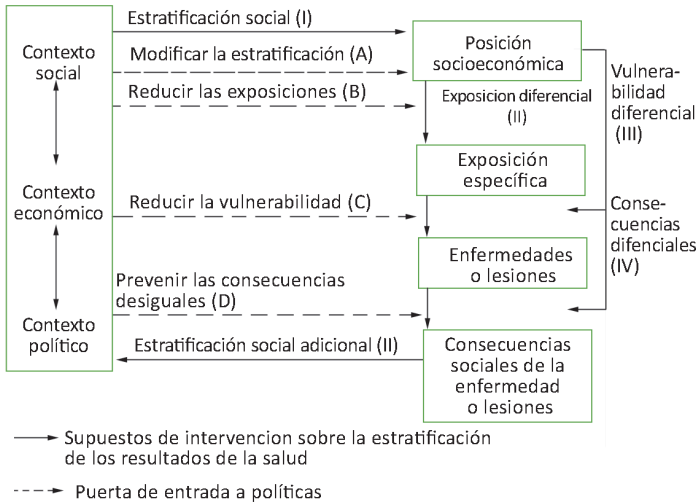 Contexto
social
Contexto
económico
Contexto
político
Estratificación social (I)
Modificar la estratificación (A)
Reducir las exposiciones (B)
Reducir la vulnerabilidad (C)
Prevenir las consecuencias
desiguales (D)
Estratificación social adicional (II)
Posición
socioeconómica
Exposicion diferencial
(II)
Exposición
específica
Enfermedades
o lesiones
Consecuencias
sociales de la
enfermedad
o lesiones
Vulnera-
bilidad
diferencial
(III)
Conse-
cuencias
difenciales
(IV)
Supuestos de intervencion sobre la estratificación
de los resultados de la salud
Puerta de entrada a políticas